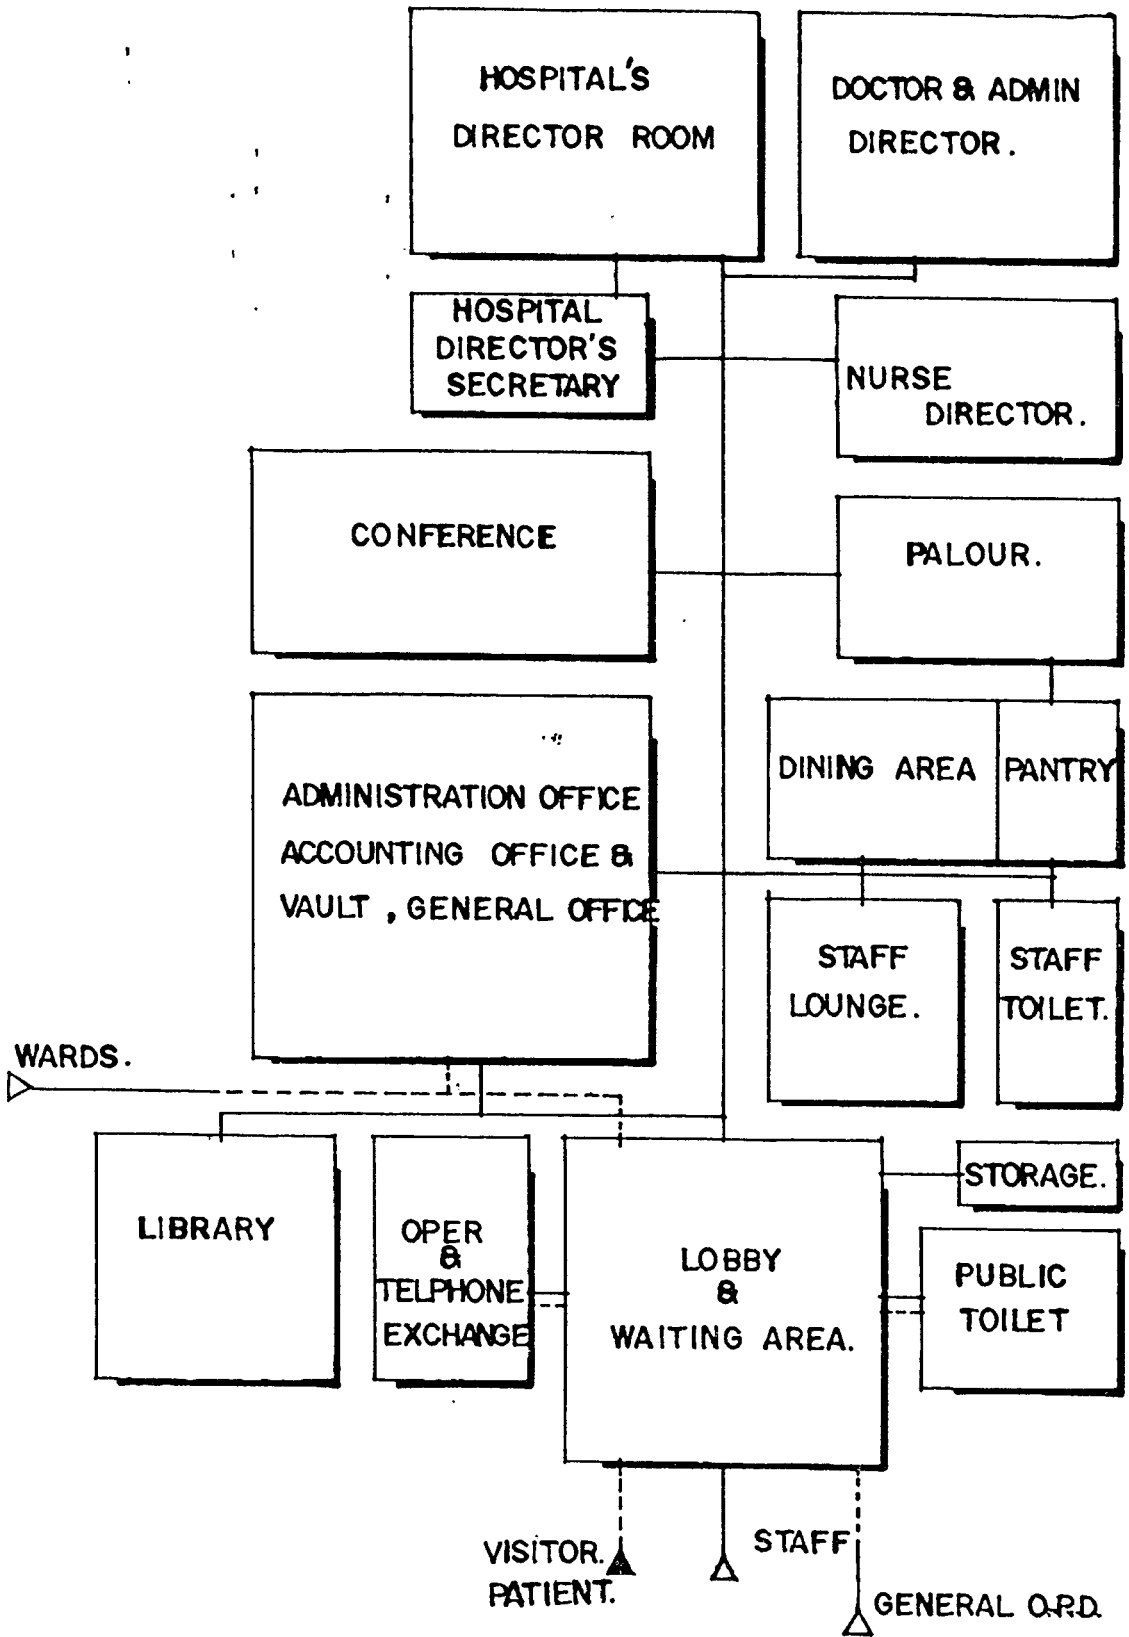 HOSPITAL'S
DIRECTOR ROOM
DOCTOR & ADMIN
DIRECTOR.
HOSPITAL
DIRECTOR'S
SECRETARY
NURSE
DIRECTOR.
CONFERENCE
PALOUR.
ADMINISTRATION OFFICE
ACCOUNTING OFFICE &
VAULT , GENERAL OFFICE
DINING AREA
PANTRY
STAFF
LOUNGE.
STAFF
TOILET.
WARDS.
LIBRARY
OPER
&
TELPHONE
EXCHANGE
LOBBY
&
WAITING AREA.
STORAGE.
PUBLIC
TOILET
VISITOR.
PATIENT.
STAFF
GENERAL O.P.D.